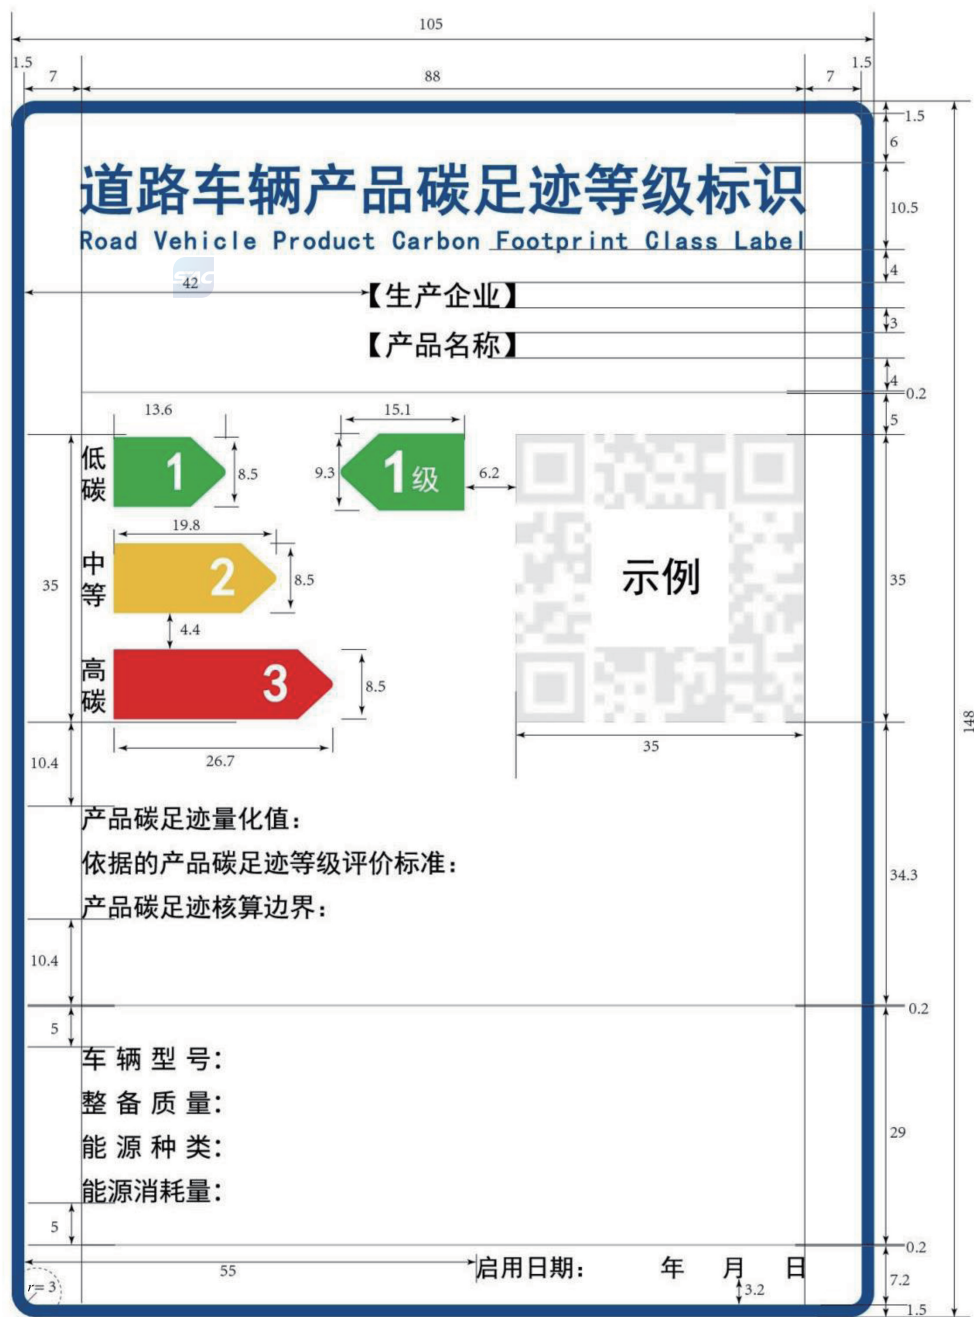 105
1.5 7 88 7 1.5
1.5
6
道路车辆产品碳足迹等级标识
10.5
Road Vehicle Product Carbon Footprint Class Label
4
SAC
42
【生产企业】
3
【产品名称】
4
0.2
13.6 15.1 5
低碳 1 8.5 9.3 1级 6.2
19.8
中等 2 8.5 示例
35 35
4.4
高碳 3 8.5
148
26.7 35
10.4
产品碳足迹量化值：
依据的产品碳足迹等级评价标准：
34.3
产品碳足迹核算边界：
10.4
0.2
5
车辆型号：
整备质量：
29
能源种类：
能源消耗量：
5
0.2
55 启用日期： 年 月 日
r=3 3.2 7.2
1.5